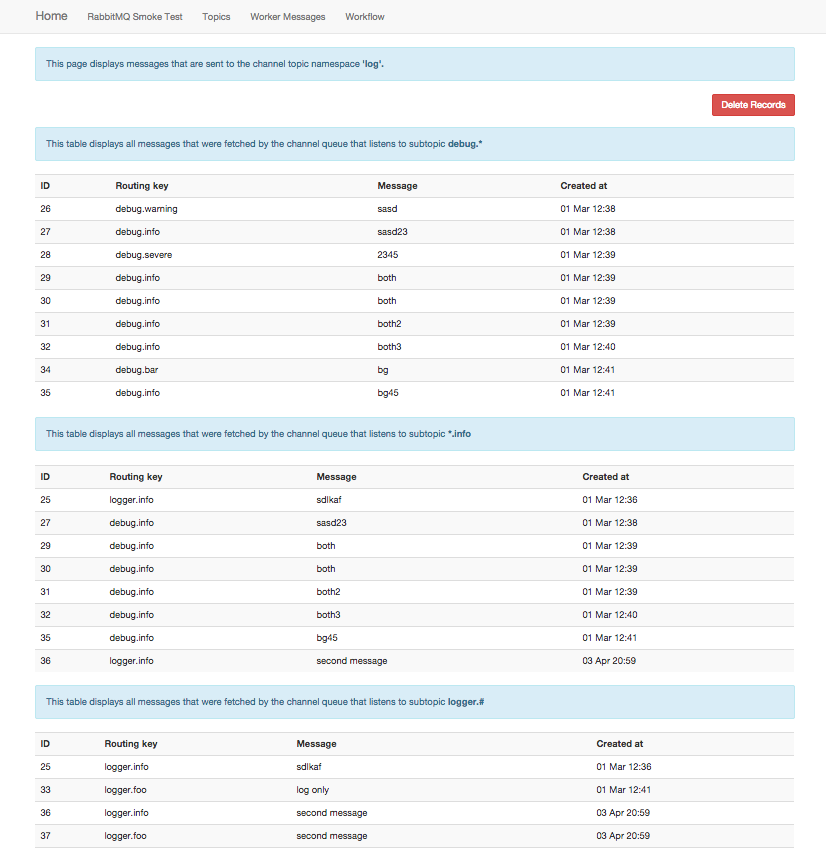 Home RabbitMQ Smoke Test Topics Worker Messages Workflow
This page displays messages that are sent to the channel topic namespace 'log'.
Delete Records
This table displays all messages that were fetched by the channel queue that listens to subtopic debug.*
ID Routing key Message Created at
26 debug.warning sasd 01 Mar 12:38
27 debug.info sasd23 01 Mar 12:38
28 debug.severe 2345 01 Mar 12:39
29 debug.info both 01 Mar 12:39
30 debug.info both 01 Mar 12:39
31 debug.info both2 01 Mar 12:39
32 debug.info both3 01 Mar 12:40
34 debug.bar bg 01 Mar 12:41
35 debug.info bg45 01 Mar 12:41
This table displays all messages that were fetched by the channel queue that listens to subtopic *.info
ID Routing key Message Created at
25 logger.info sdlkaf 01 Mar 12:36
27 debug.info sasd23 01 Mar 12:38
29 debug.info both 01 Mar 12:39
30 debug.info both 01 Mar 12:39
31 debug.info both2 01 Mar 12:39
32 debug.info both3 01 Mar 12:40
35 debug.info bg45 01 Mar 12:41
36 logger.info second message 03 Apr 20:59
This table displays all messages that were fetched by the channel queue that listens to subtopic logger.#
ID Routing key Message Created at
25 logger.info sdlkaf 01 Mar 12:36
33 logger.foo log only 01 Mar 12:41
36 logger.info second message 03 Apr 20:59
37 logger.foo second message 03 Apr 20:59